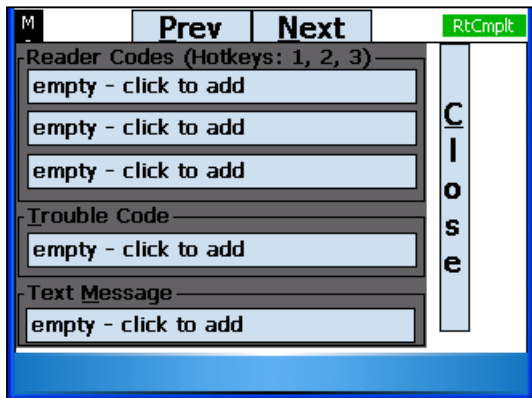 M Prev Next RtCmplt
Reader Codes (Hotkeys: 1, 2, 3)
empty - click to add
empty - click to add
empty - click to add
Trouble Code
empty - click to add
Text Message
empty - click to add
Close